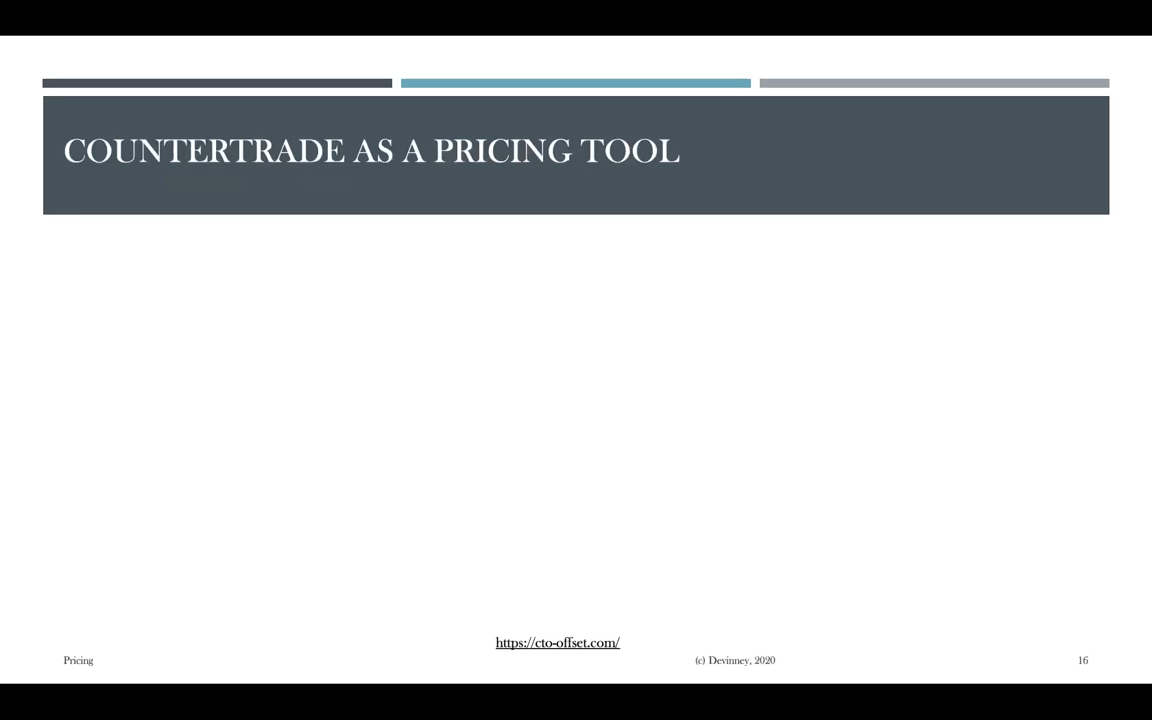 COUNTERTRADE AS A PRICING TOOL
https://cto-offset.com/
Pricing
(c) Devinney, 2020
16